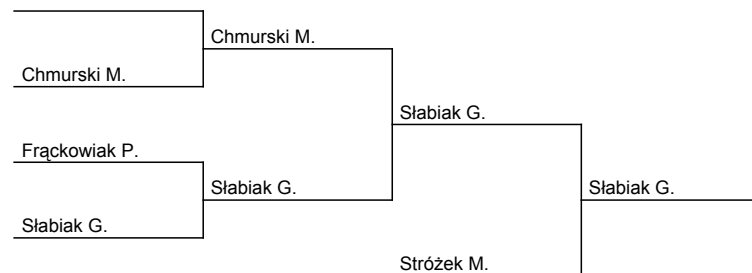 Chmurski M.
Chmurski M.
Słabiak G.
Frąckowiak P.
Słabiak G.
Słabiak G.
Słabiak G.
Stróżek M.